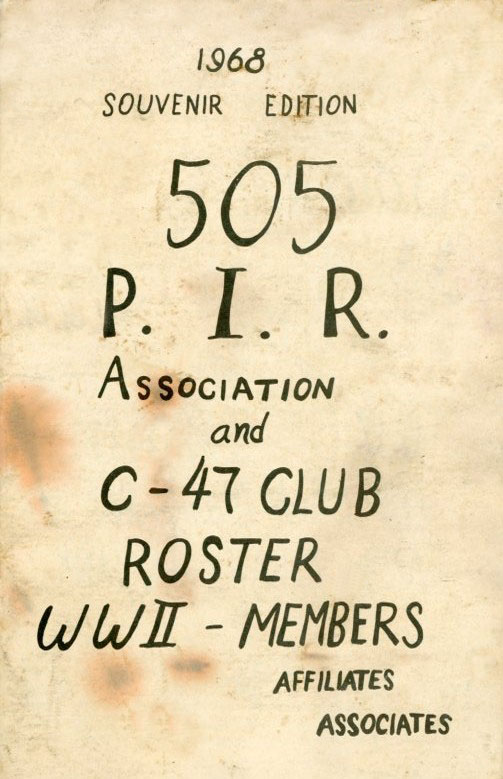 1968
SOUVENIR EDITION
505
P. I. R.
ASSOCIATION
and
C-47 CLUB
ROSTER
WWII - MEMBERS
AFFILIATES
ASSOCIATES